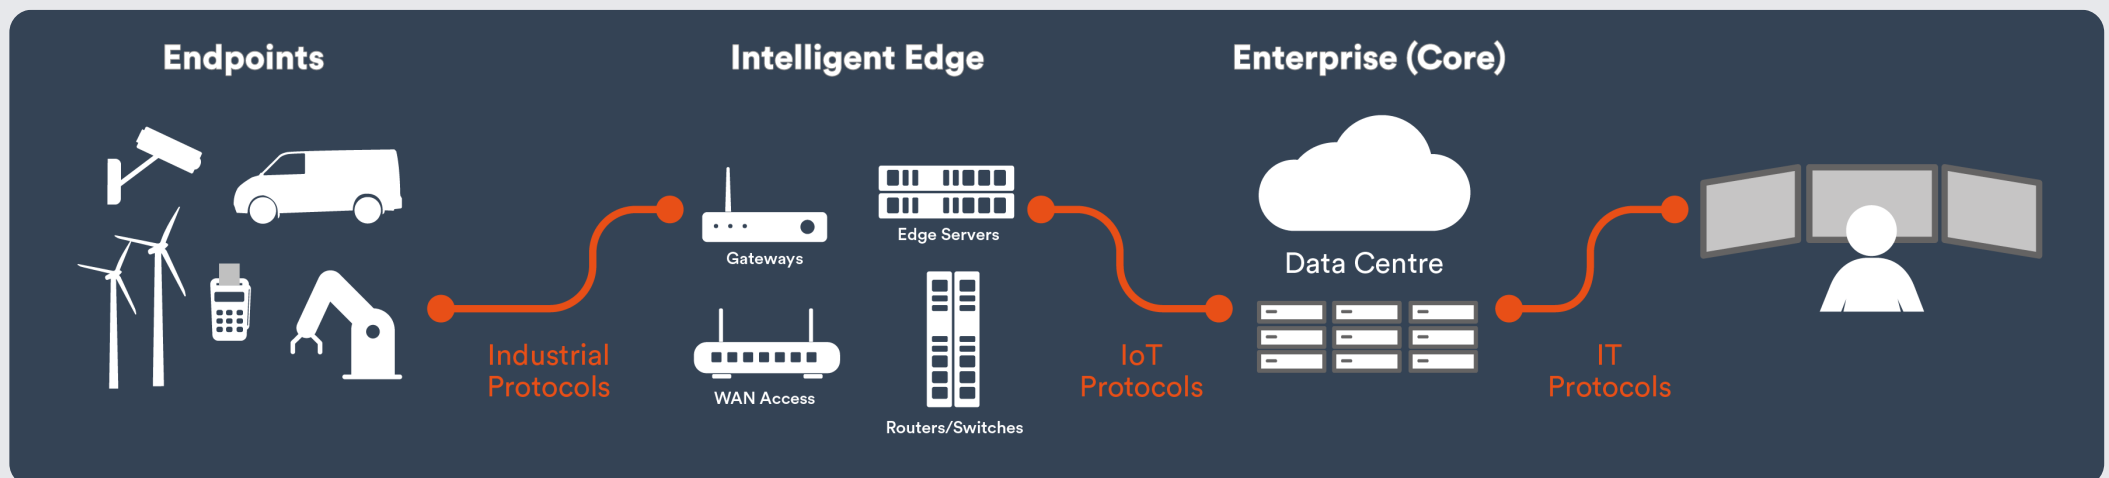 Endpoints
Intelligent Edge
Enterprise (Core)
Edge Servers
Gateways
Data Centre
Industrial
Protocols
IoT
Protocols
IT
Protocols
WAN Access
Routers/Switches